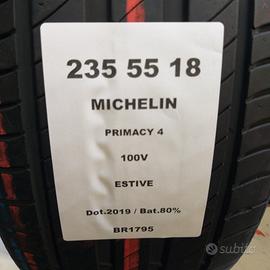 235 55 18
MICHELIN
PRIMACY 4
100V
ESTIVE
Dot.2019 / Bat.80%
BR1795
subito